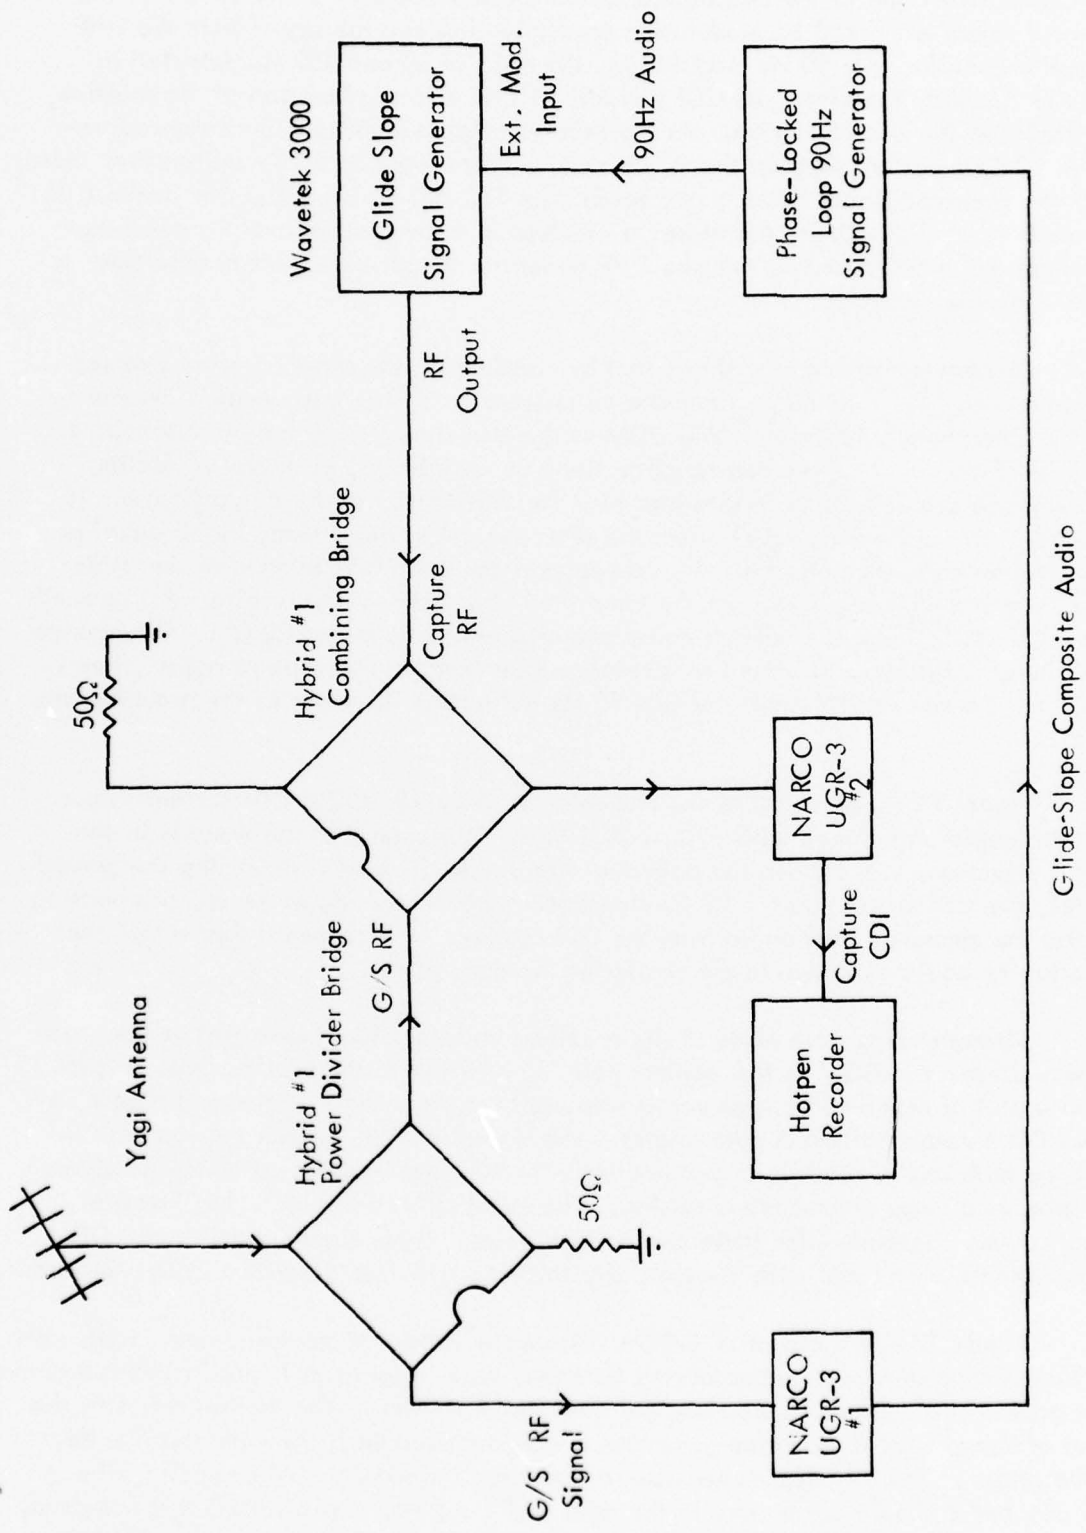 Yagi Antenna
50Ω
Hybrid #1
Combining Bridge
Wavetek 3000
Glide Slope
Signal Generator
RF
Output
Ext. Mod.
Input
90Hz Audio
Phase-Locked
Loop 90Hz
Signal Generator
Capture
RF
Hybrid #1
Power Divider Bridge
G/S RF
50Ω
G/S RF
Signal
NARCO
UGR-3
#1
NARCO
UGR-3
#2
Capture
CDI
Hotpen
Recorder
Glide-Slope Composite Audio